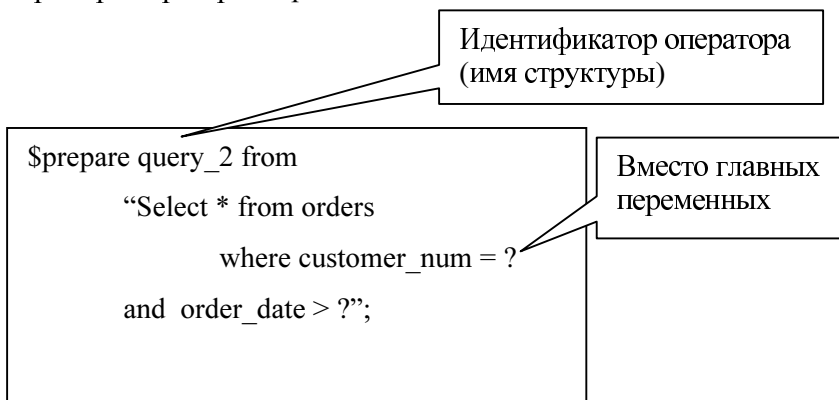 Идентификатор оператора
(имя структуры)
$prepare query_2 from
“Select * from orders
where customer_num = ?
and order_date > ?”;
Вместо главных
переменных